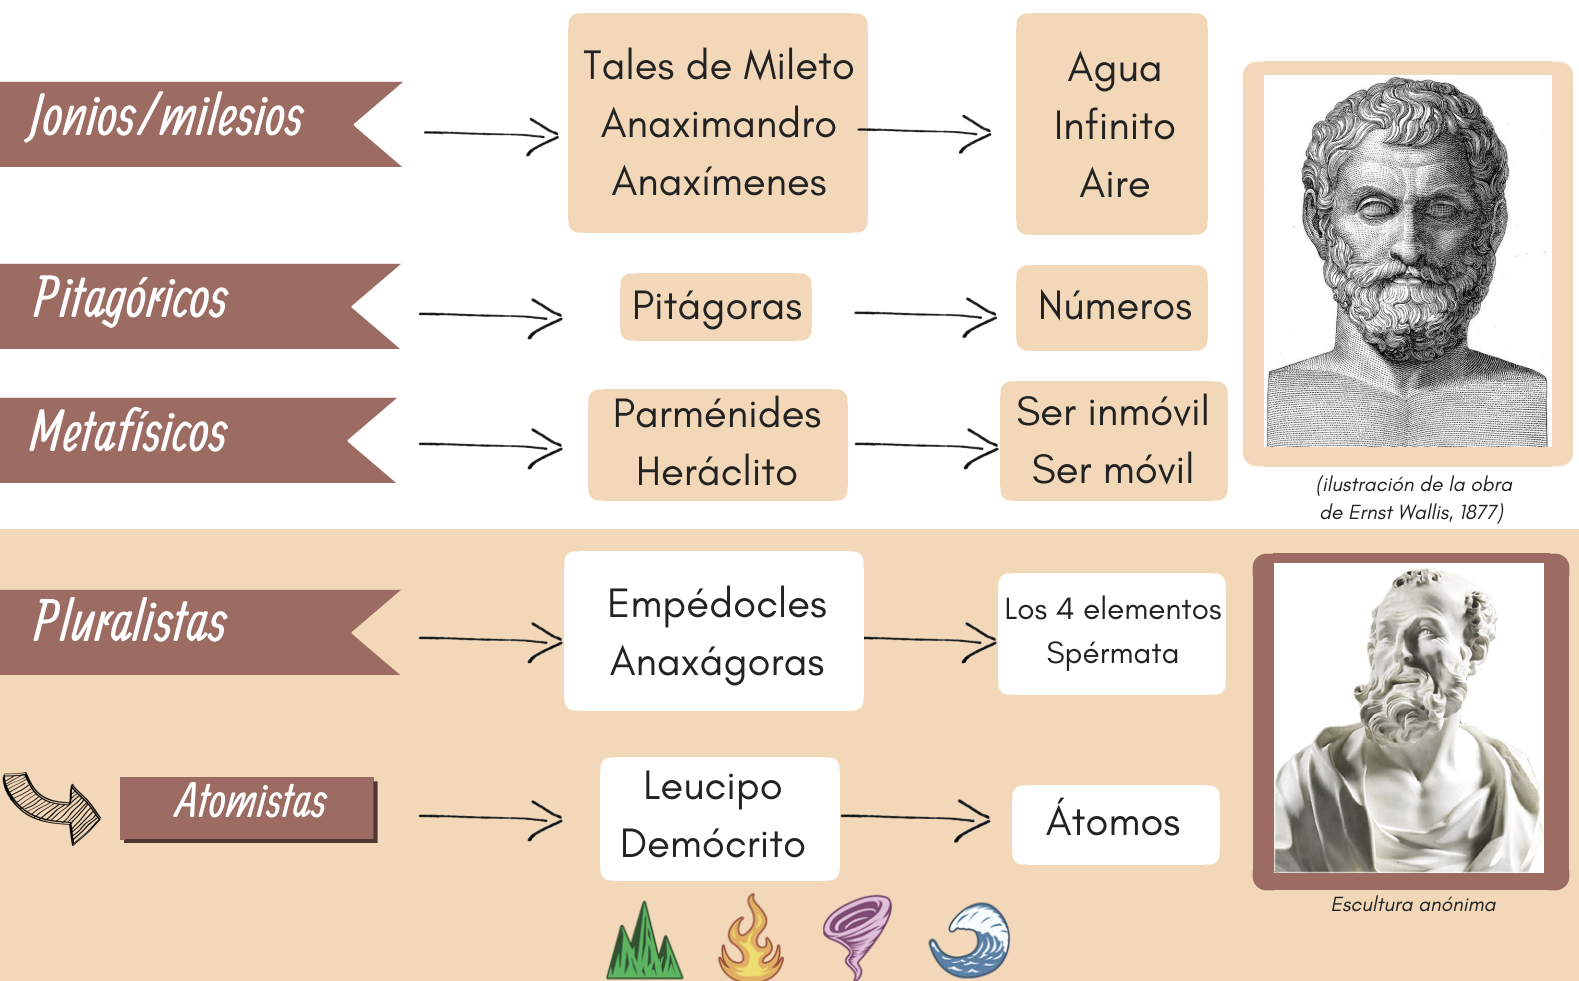 Jonios/milesios
Tales de Mileto
Anaximandro
Anaxímenes
Agua
Infinito
Aire
Pitagóricos
Pitágoras
Números
Metafísicos
Parménides
Heráclito
Ser inmóvil
Ser móvil
(ilustración de la obra
de Ernst Wallis, 1877)
Pluralistas
Empédocles
Anaxágoras
Los 4 elementos
Spérmata
Atomistas
Leucipo
Demócrito
Átomos
Escultura anónima